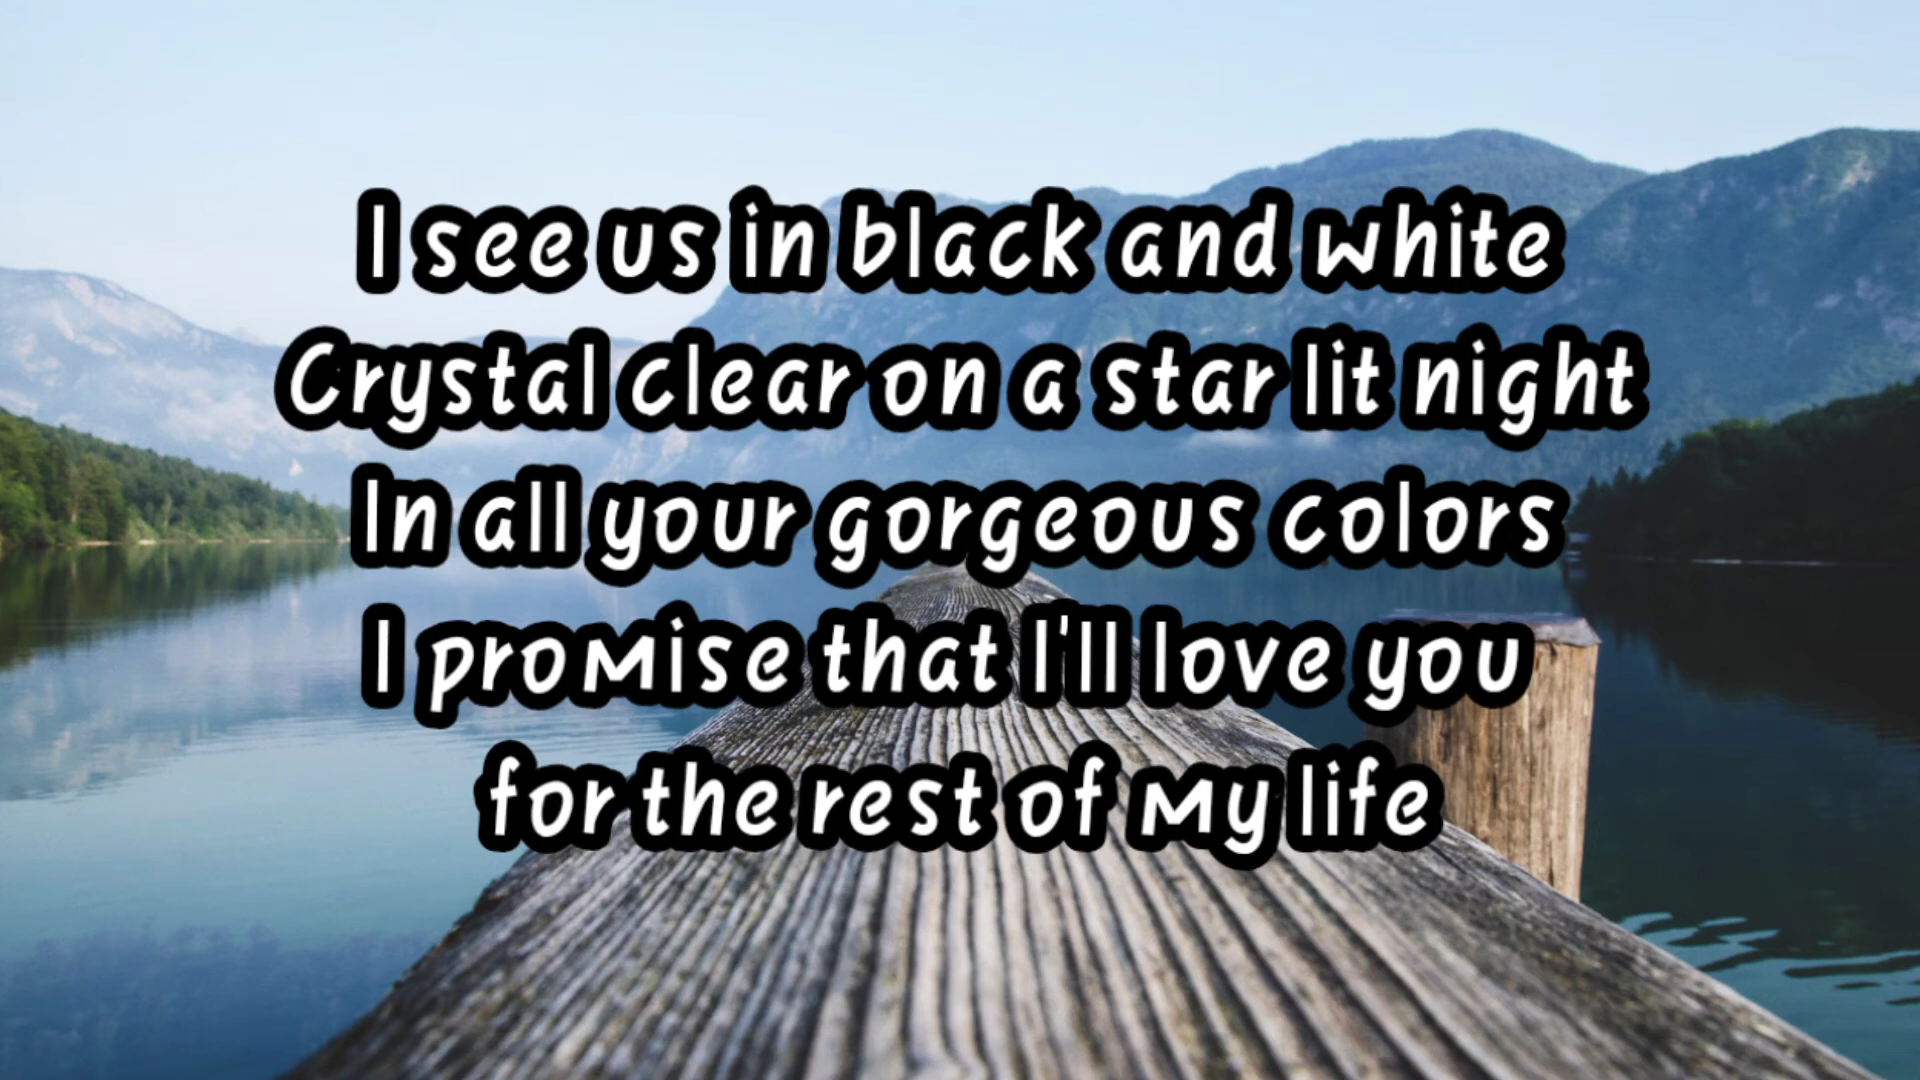 I see us in black and white
Crystal clear on a star lit night
In all your gorgeous colors
I promise that I'll love you
for the rest of my life